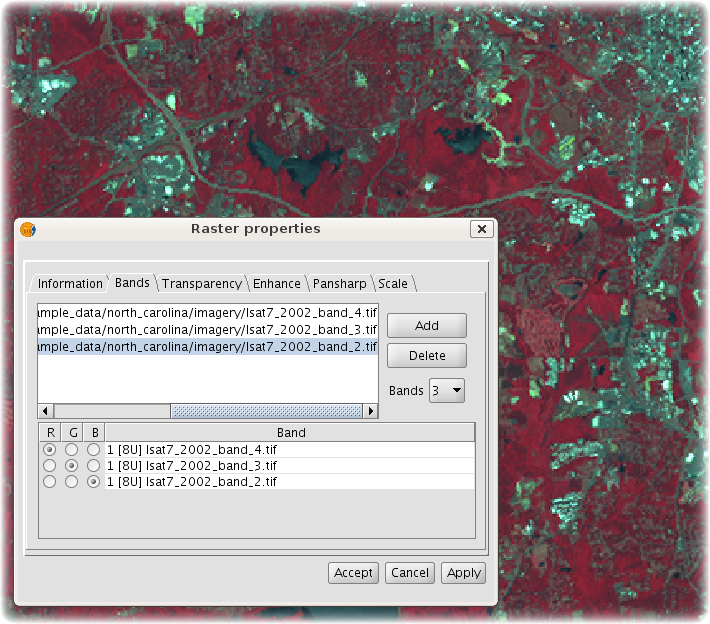 Raster properties
Information Bands Transparency Enhance Pansharp Scale
ample_data/north_carolina/imagery/lsat7_2002_band_4.tif
ample_data/north_carolina/imagery/lsat7_2002_band_3.tif
ample_data/north_carolina/imagery/lsat7_2002_band_2.tif
Add
Delete
Bands 3
R G B Band
1 [8U] lsat7_2002_band_4.tif
1 [8U] lsat7_2002_band_3.tif
1 [8U] lsat7_2002_band_2.tif
Accept Cancel Apply